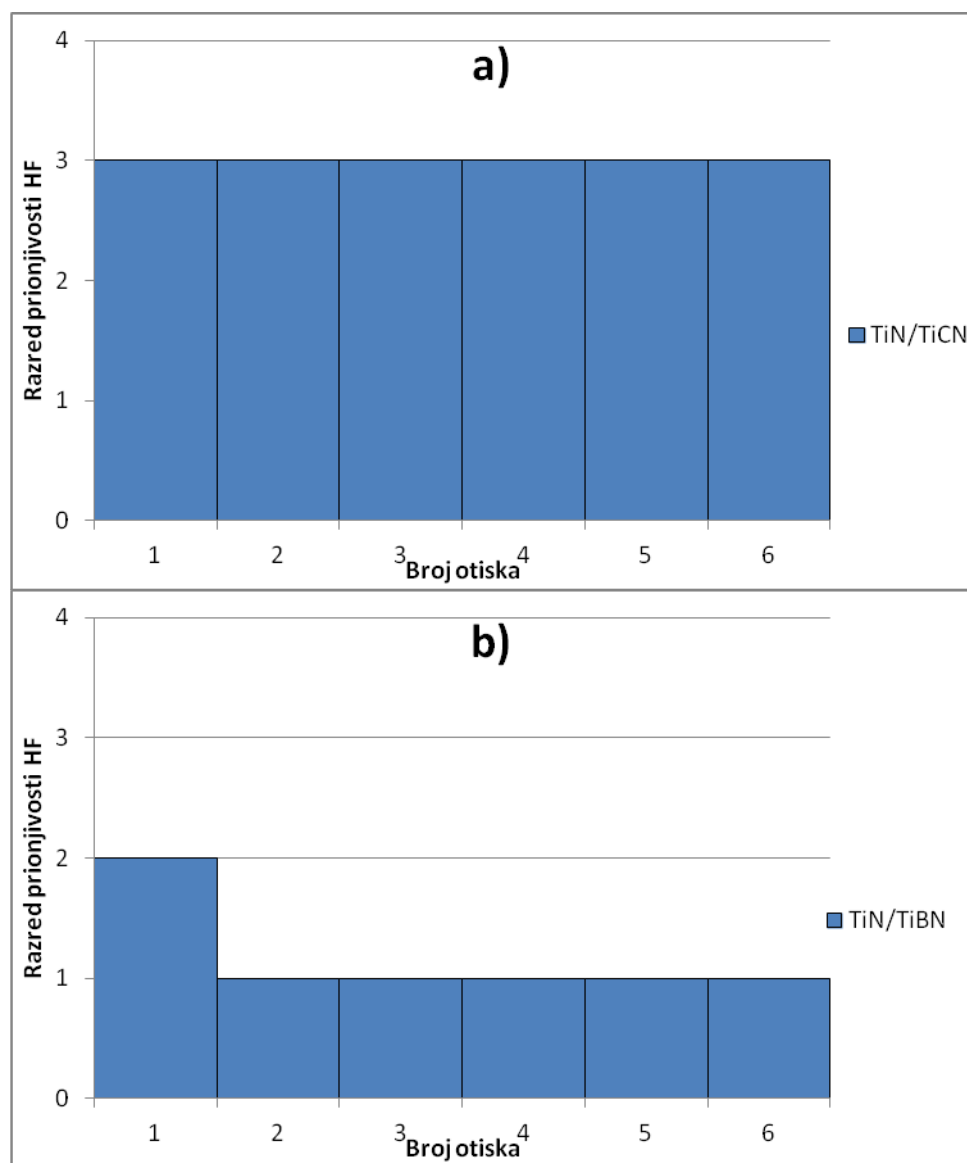 a)
Razred prionjivosti HF
4
3
2
1
0
1 2 3 4 5 6
Broj otiska
TiN/TiCN
b)
Razred prionjivosti HF
4
3
2
1
0
1 2 3 4 5 6
Broj otiska
TiN/TiBN